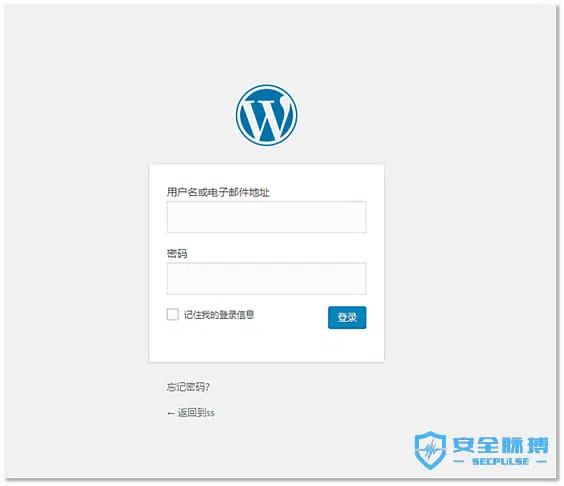 用户名或电子邮件地址
密码
记住我的登录信息
登录
忘记密码?
← 返回到ss
安全脉搏
— SECPULSE —